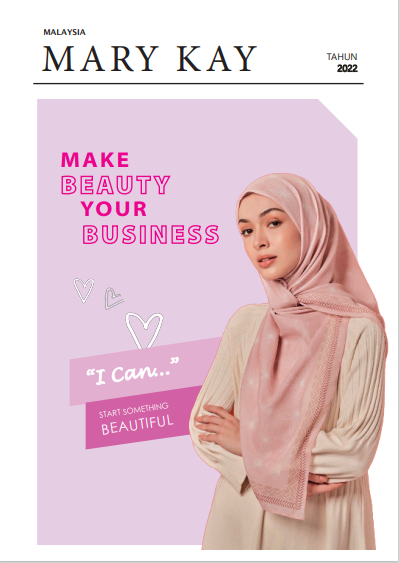 MALAYSIA
MARY KAY
TAHUN
2022
MAKE
BEAUTY
YOUR
BUSINESS
“I Can...”
START SOMETHING
BEAUTIFUL